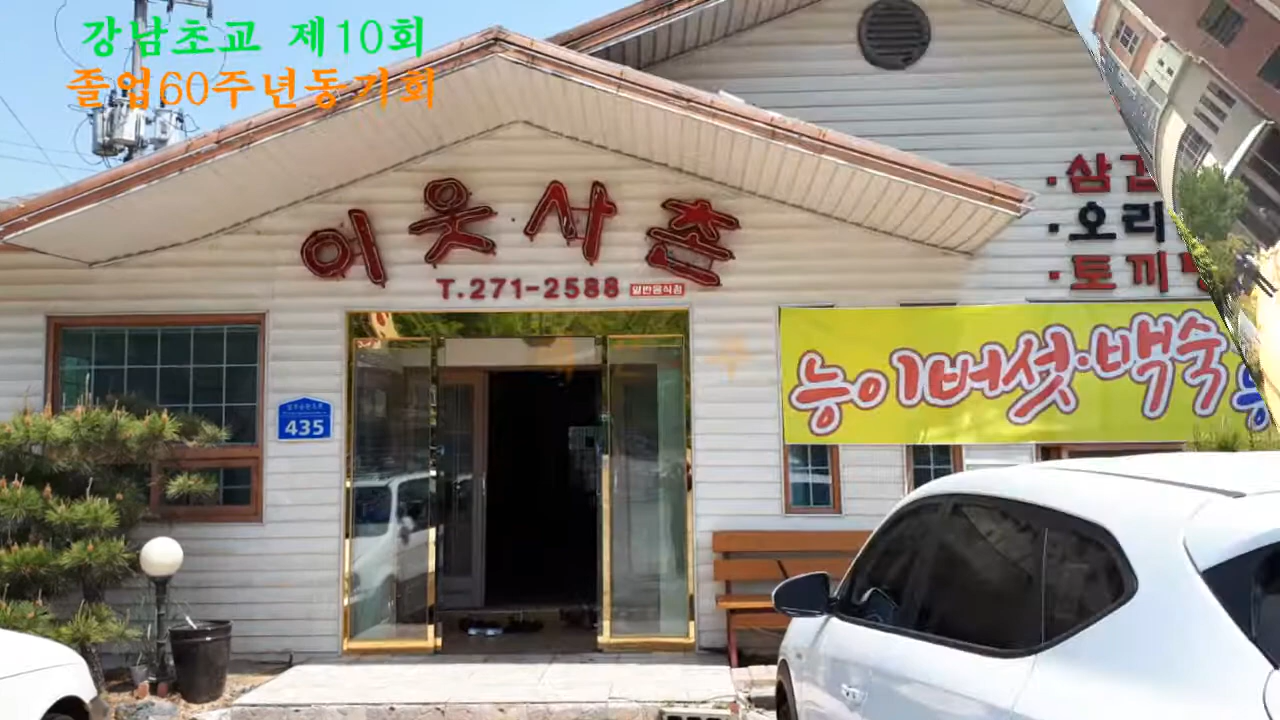 강남초교 제10회
졸업60주년동기회
이웃사촌
T.271-2588 일반음식점
·삼겹
·오리
·토끼
능이버섯·백숙
435